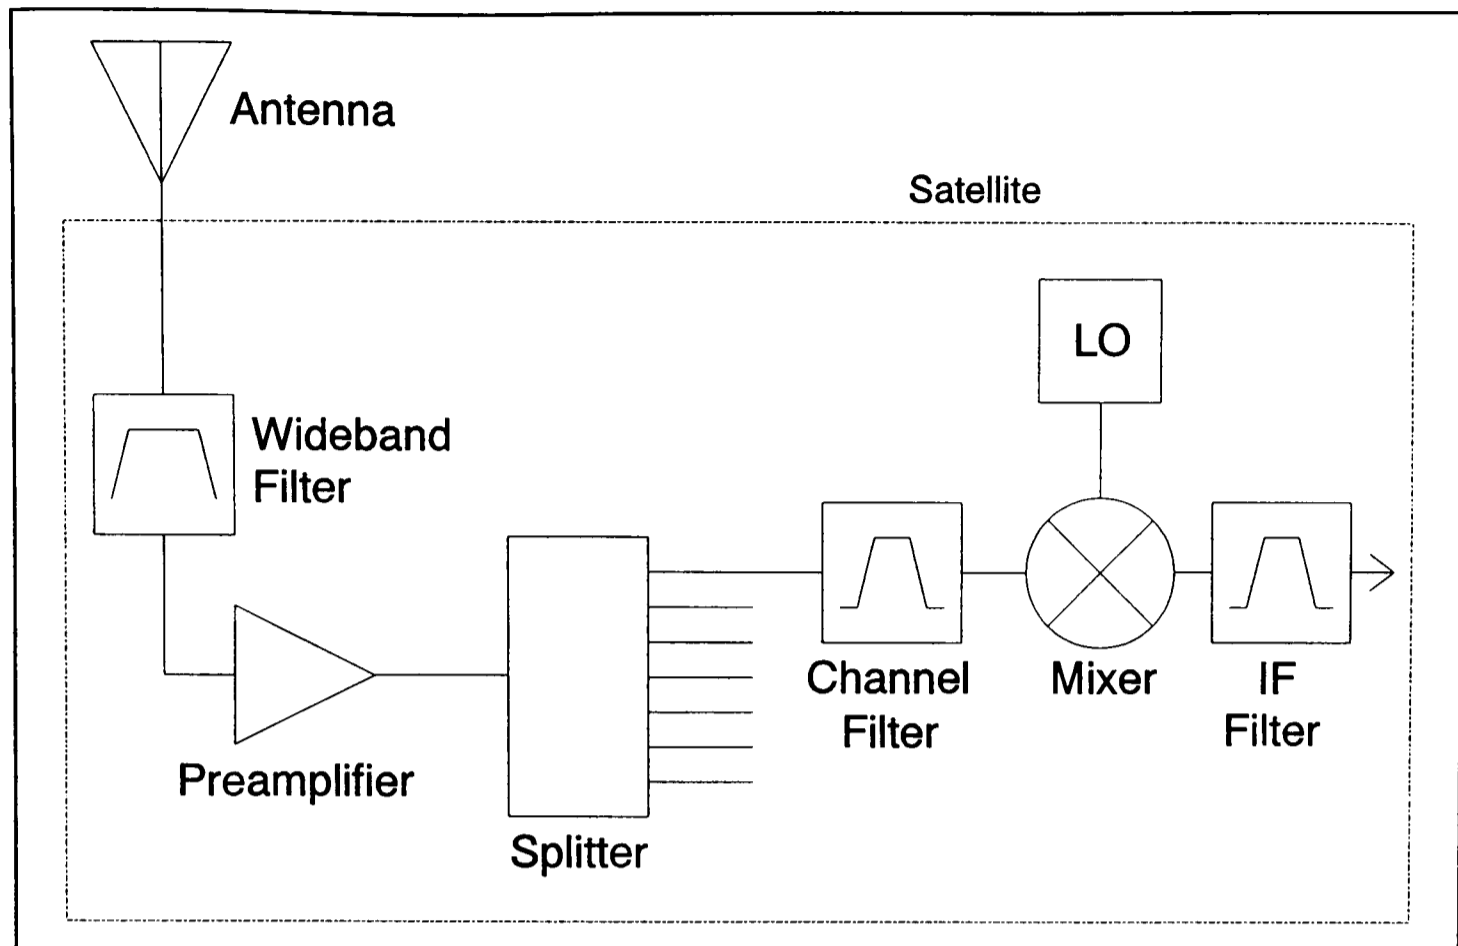 Antenna
Satellite
LO
Wideband
Filter
Channel
Filter
Mixer
IF
Filter
Preamplifier
Splitter